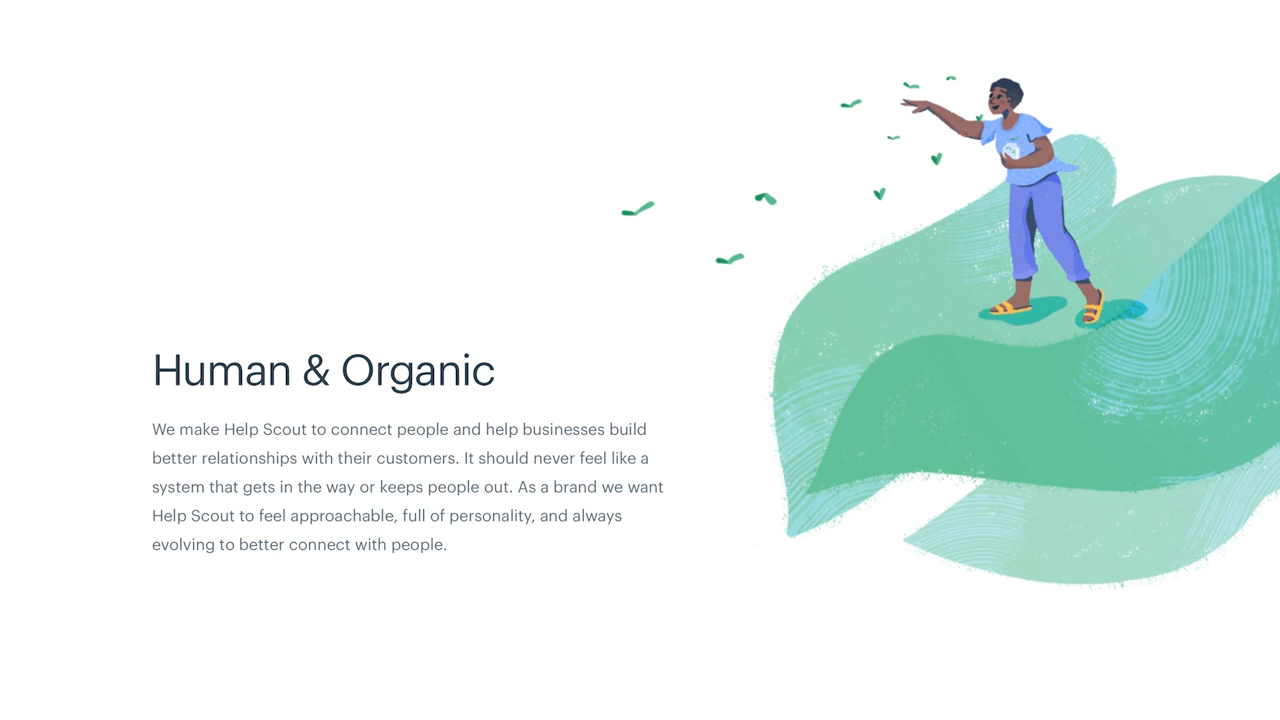 Human & Organic
We make Help Scout to connect people and help businesses build
better relationships with their customers. It should never feel like a
system that gets in the way or keeps people out. As a brand we want
Help Scout to feel approachable, full of personality, and always
evolving to better connect with people.